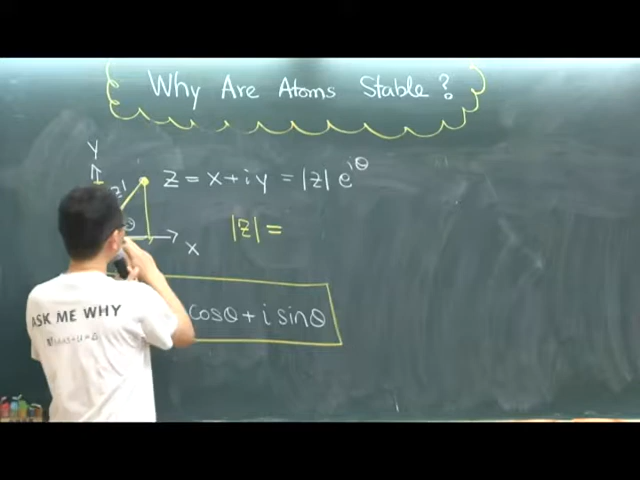 Why Are Atoms Stable?
Y
z = x + iy = |z| e^{iθ}
|z| =
x
cosθ + i sinθ
ASK ME WHY